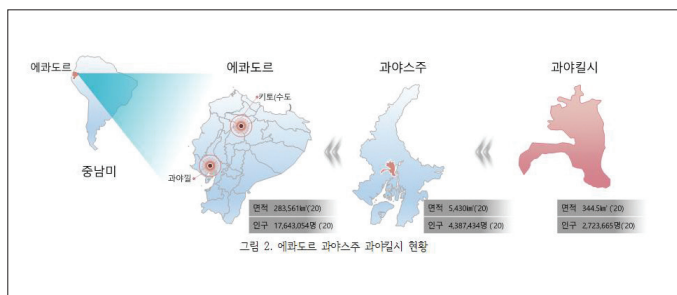 에콰도르
중남미
에콰도르
키토(수도
과야킬
면적 283,561㎢('20)
인구 17,643,054명 ('20)
과야스주
면적 5,430㎢('20)
인구 4,387,434명 ('20)
과야킬시
면적 344.5㎢ ('20)
인구 2,723,665명('20)
그림 2. 에콰도르 과야스주 과야킬시 현황